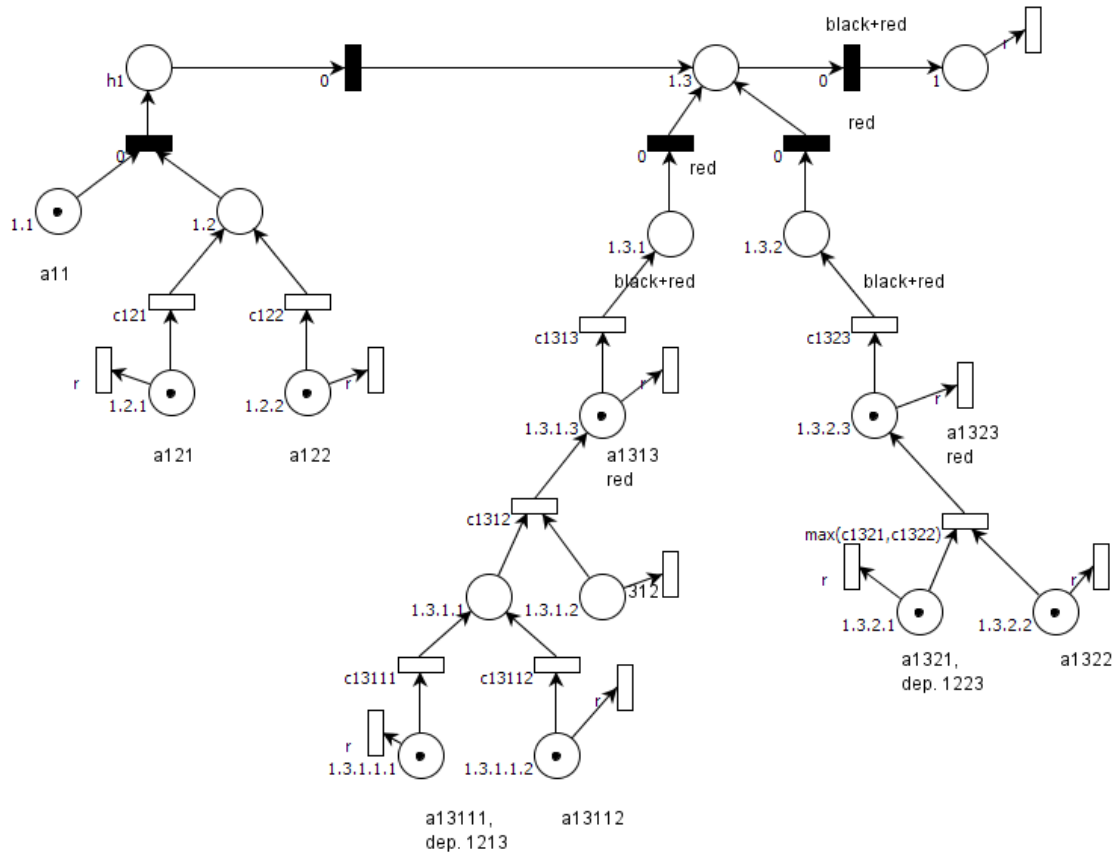 black+red
r
h1
0
1.3
0
1
red
0
0
0
red
1.1
1.2
1.3.1
1.3.2
a11
black+red
black+red
c121
c122
c1313
c1323
r
r
r
r
1.2.1
1.2.2
1.3.1.3
1.3.2.3
a121
a122
a1313
red
a1323
red
c1312
max(c1321,c1322)
r
r
312
1.3.1.1
1.3.1.2
1.3.2.1
1.3.2.2
a1321,
dep. 1223
a1322
c13111
c13112
r
r
1.3.1.1.1
1.3.1.1.2
a13111,
dep. 1213
a13112